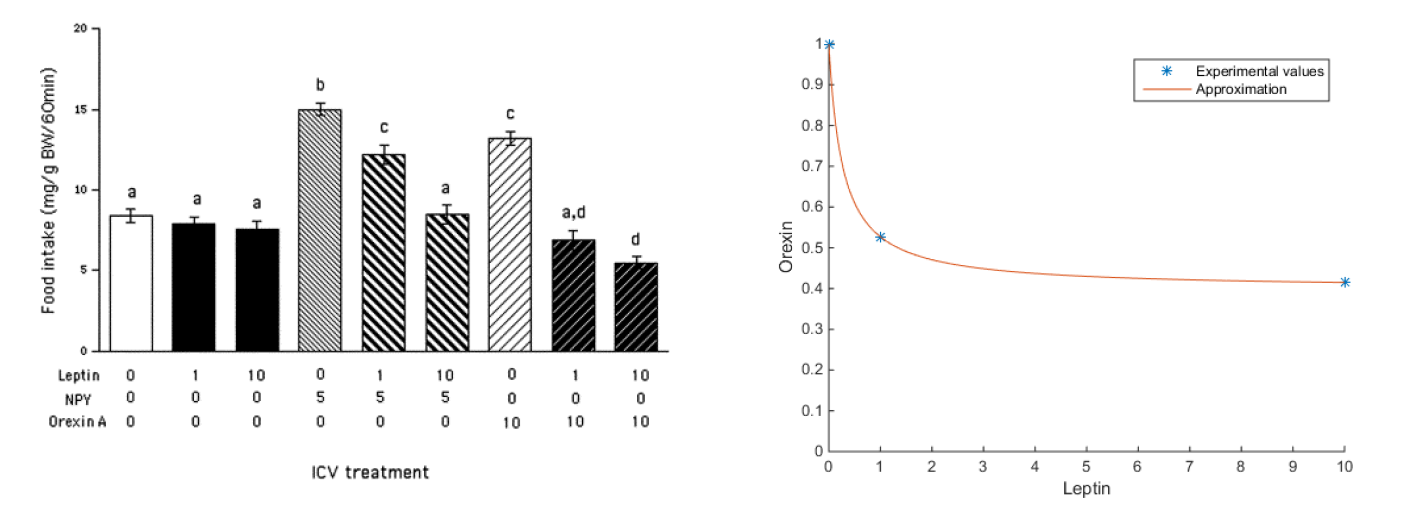 Food intake (mg/g BW/60min)
20
15
10
5
0
a
a
a
b
c
a
c
a,d
d
Leptin 0 1 10 0 1 10 0 1 10
NPY 0 0 0 5 5 5 0 0 0
Orexin A 0 0 0 0 0 0 10 10 10
ICV treatment
Orexin
1
0.9
0.8
0.7
0.6
0.5
0.4
0.3
0.2
0.1
0
Experimental values
Approximation
0 1 2 3 4 5 6 7 8 9 10
Leptin